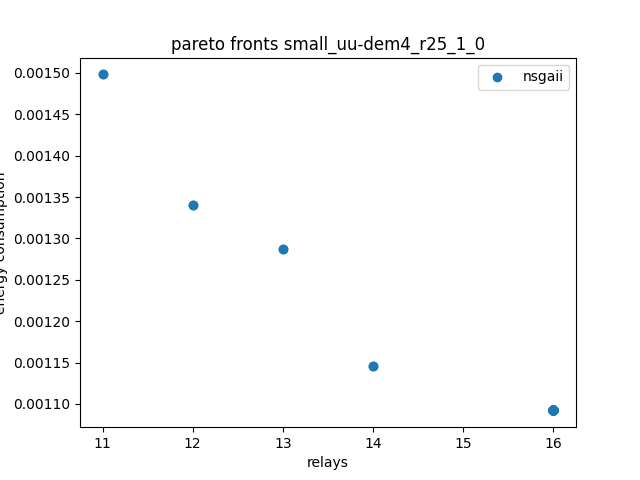 pareto fronts small_uu-dem4_r25_1_0
nsgaii
0.00150
0.00145
0.00140
0.00135
0.00130
0.00125
0.00120
0.00115
0.00110
energy consumption
11 12 13 14 15 16
relays